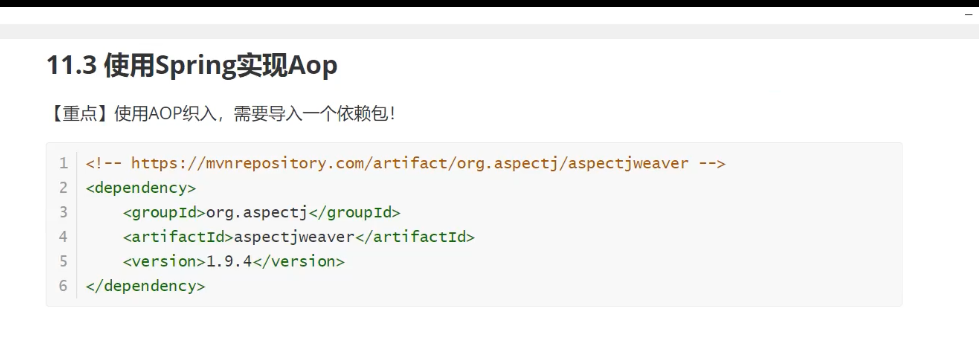 11.3 使用Spring实现Aop
【重点】使用AOP织入，需要导入一个依赖包！
1 <!-- https://mvnrepository.com/artifact/org.aspectj/aspectjweaver -->
2 <dependency>
3     <groupId>org.aspectj</groupId>
4     <artifactId>aspectjweaver</artifactId>
5     <version>1.9.4</version>
6 </dependency>